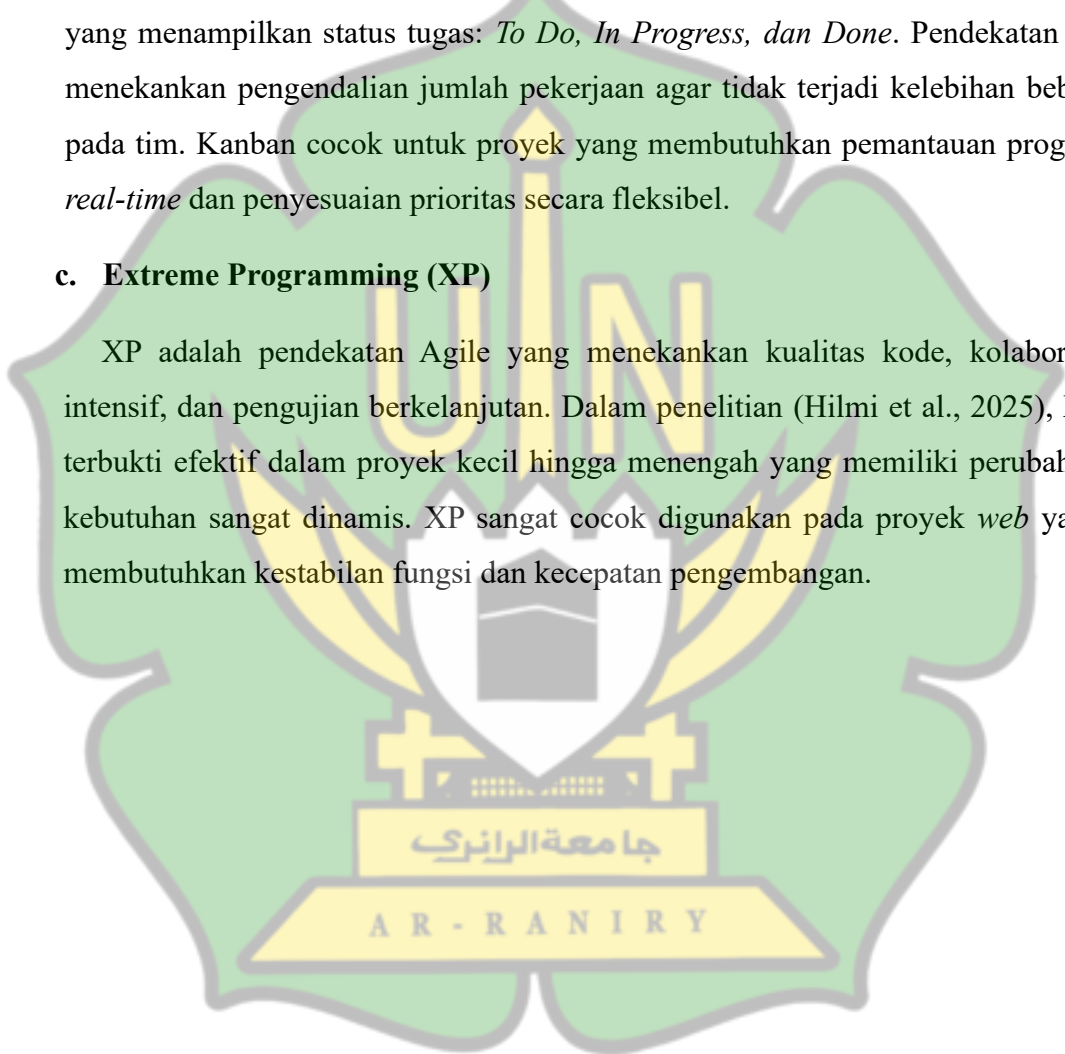 yang menampilkan status tugas: To Do, In Progress, dan Done. Pendekatan
menekankan pengendalian jumlah pekerjaan agar tidak terjadi kelebihan
pada tim. Kanban cocok untuk proyek yang membutuhkan pemantauan
real-time dan penyesuaian prioritas secara fleksibel.
c. Extreme Programming (XP)
XP adalah pendekatan Agile yang menekankan kualitas kode,
intensif, dan pengujian berkelanjutan. Dalam penelitian (Hilmi et al., 2025),
terbukti efektif dalam proyek kecil hingga menengah yang memiliki
kebutuhan sangat dinamis. XP sangat cocok digunakan pada proyek web
membutuhkan kestabilan fungsi dan kecepatan pengembangan.
UIN
جامعة الرانري
AR-RANIRY